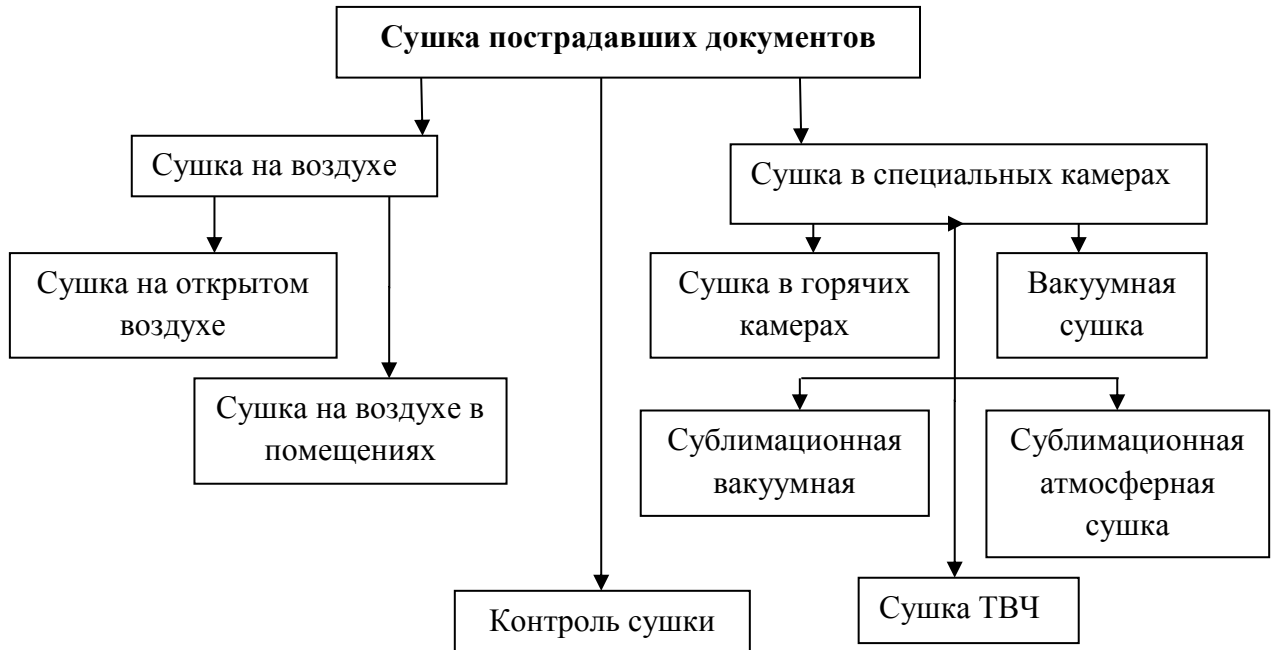 Сушка пострадавших документов
Сушка на воздухе
Сушка в специальных камерах
Сушка на открытом
воздухе
Сушка в горячих
камерах
Вакуумная
сушка
Сушка на воздухе в
помещениях
Сублимационная
вакуумная
Сублимационная
атмосферная
сушка
Контроль сушки
Сушка ТВЧ